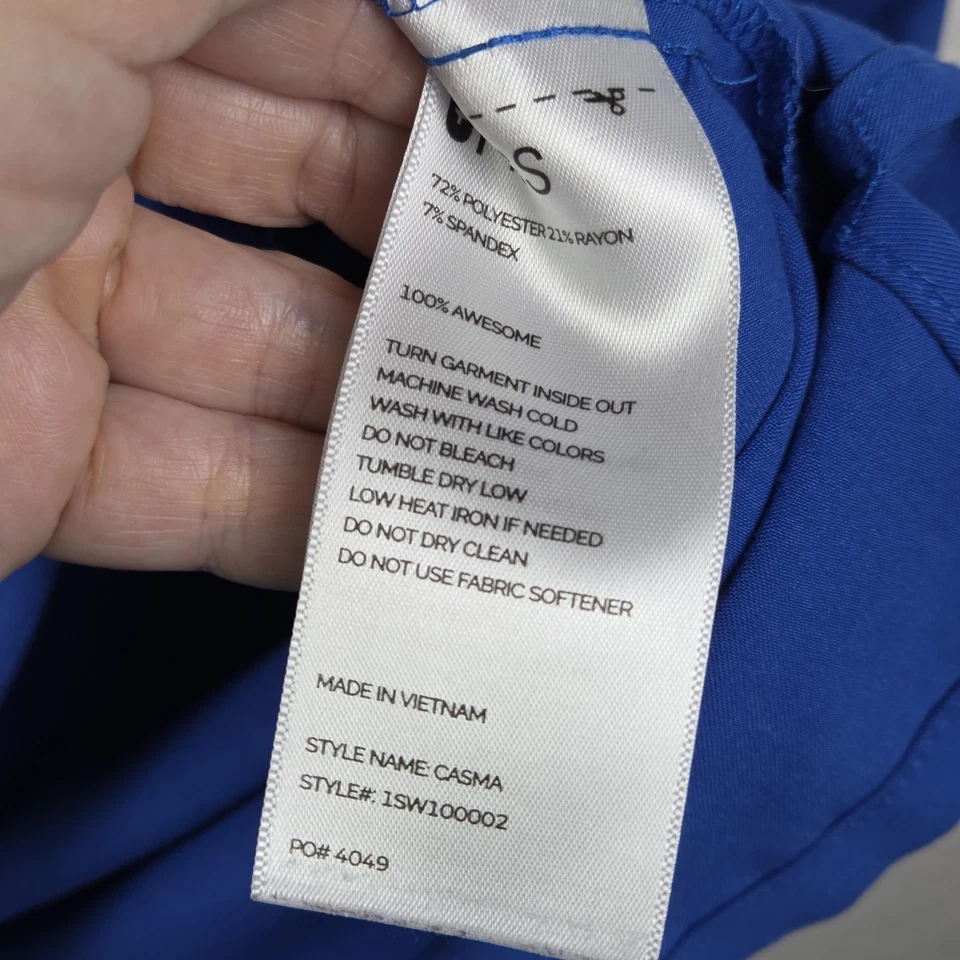 72% POLYESTER 21% RAYON
7% SPANDEX
100% AWESOME
TURN GARMENT INSIDE OUT
MACHINE WASH COLD
WASH WITH LIKE COLORS
DO NOT BLEACH
TUMBLE DRY LOW
LOW HEAT IRON IF NEEDED
DO NOT DRY CLEAN
DO NOT USE FABRIC SOFTENER
MADE IN VIETNAM
STYLE NAME: CASMA
STYLE#: 1SW100002
PO# 4049